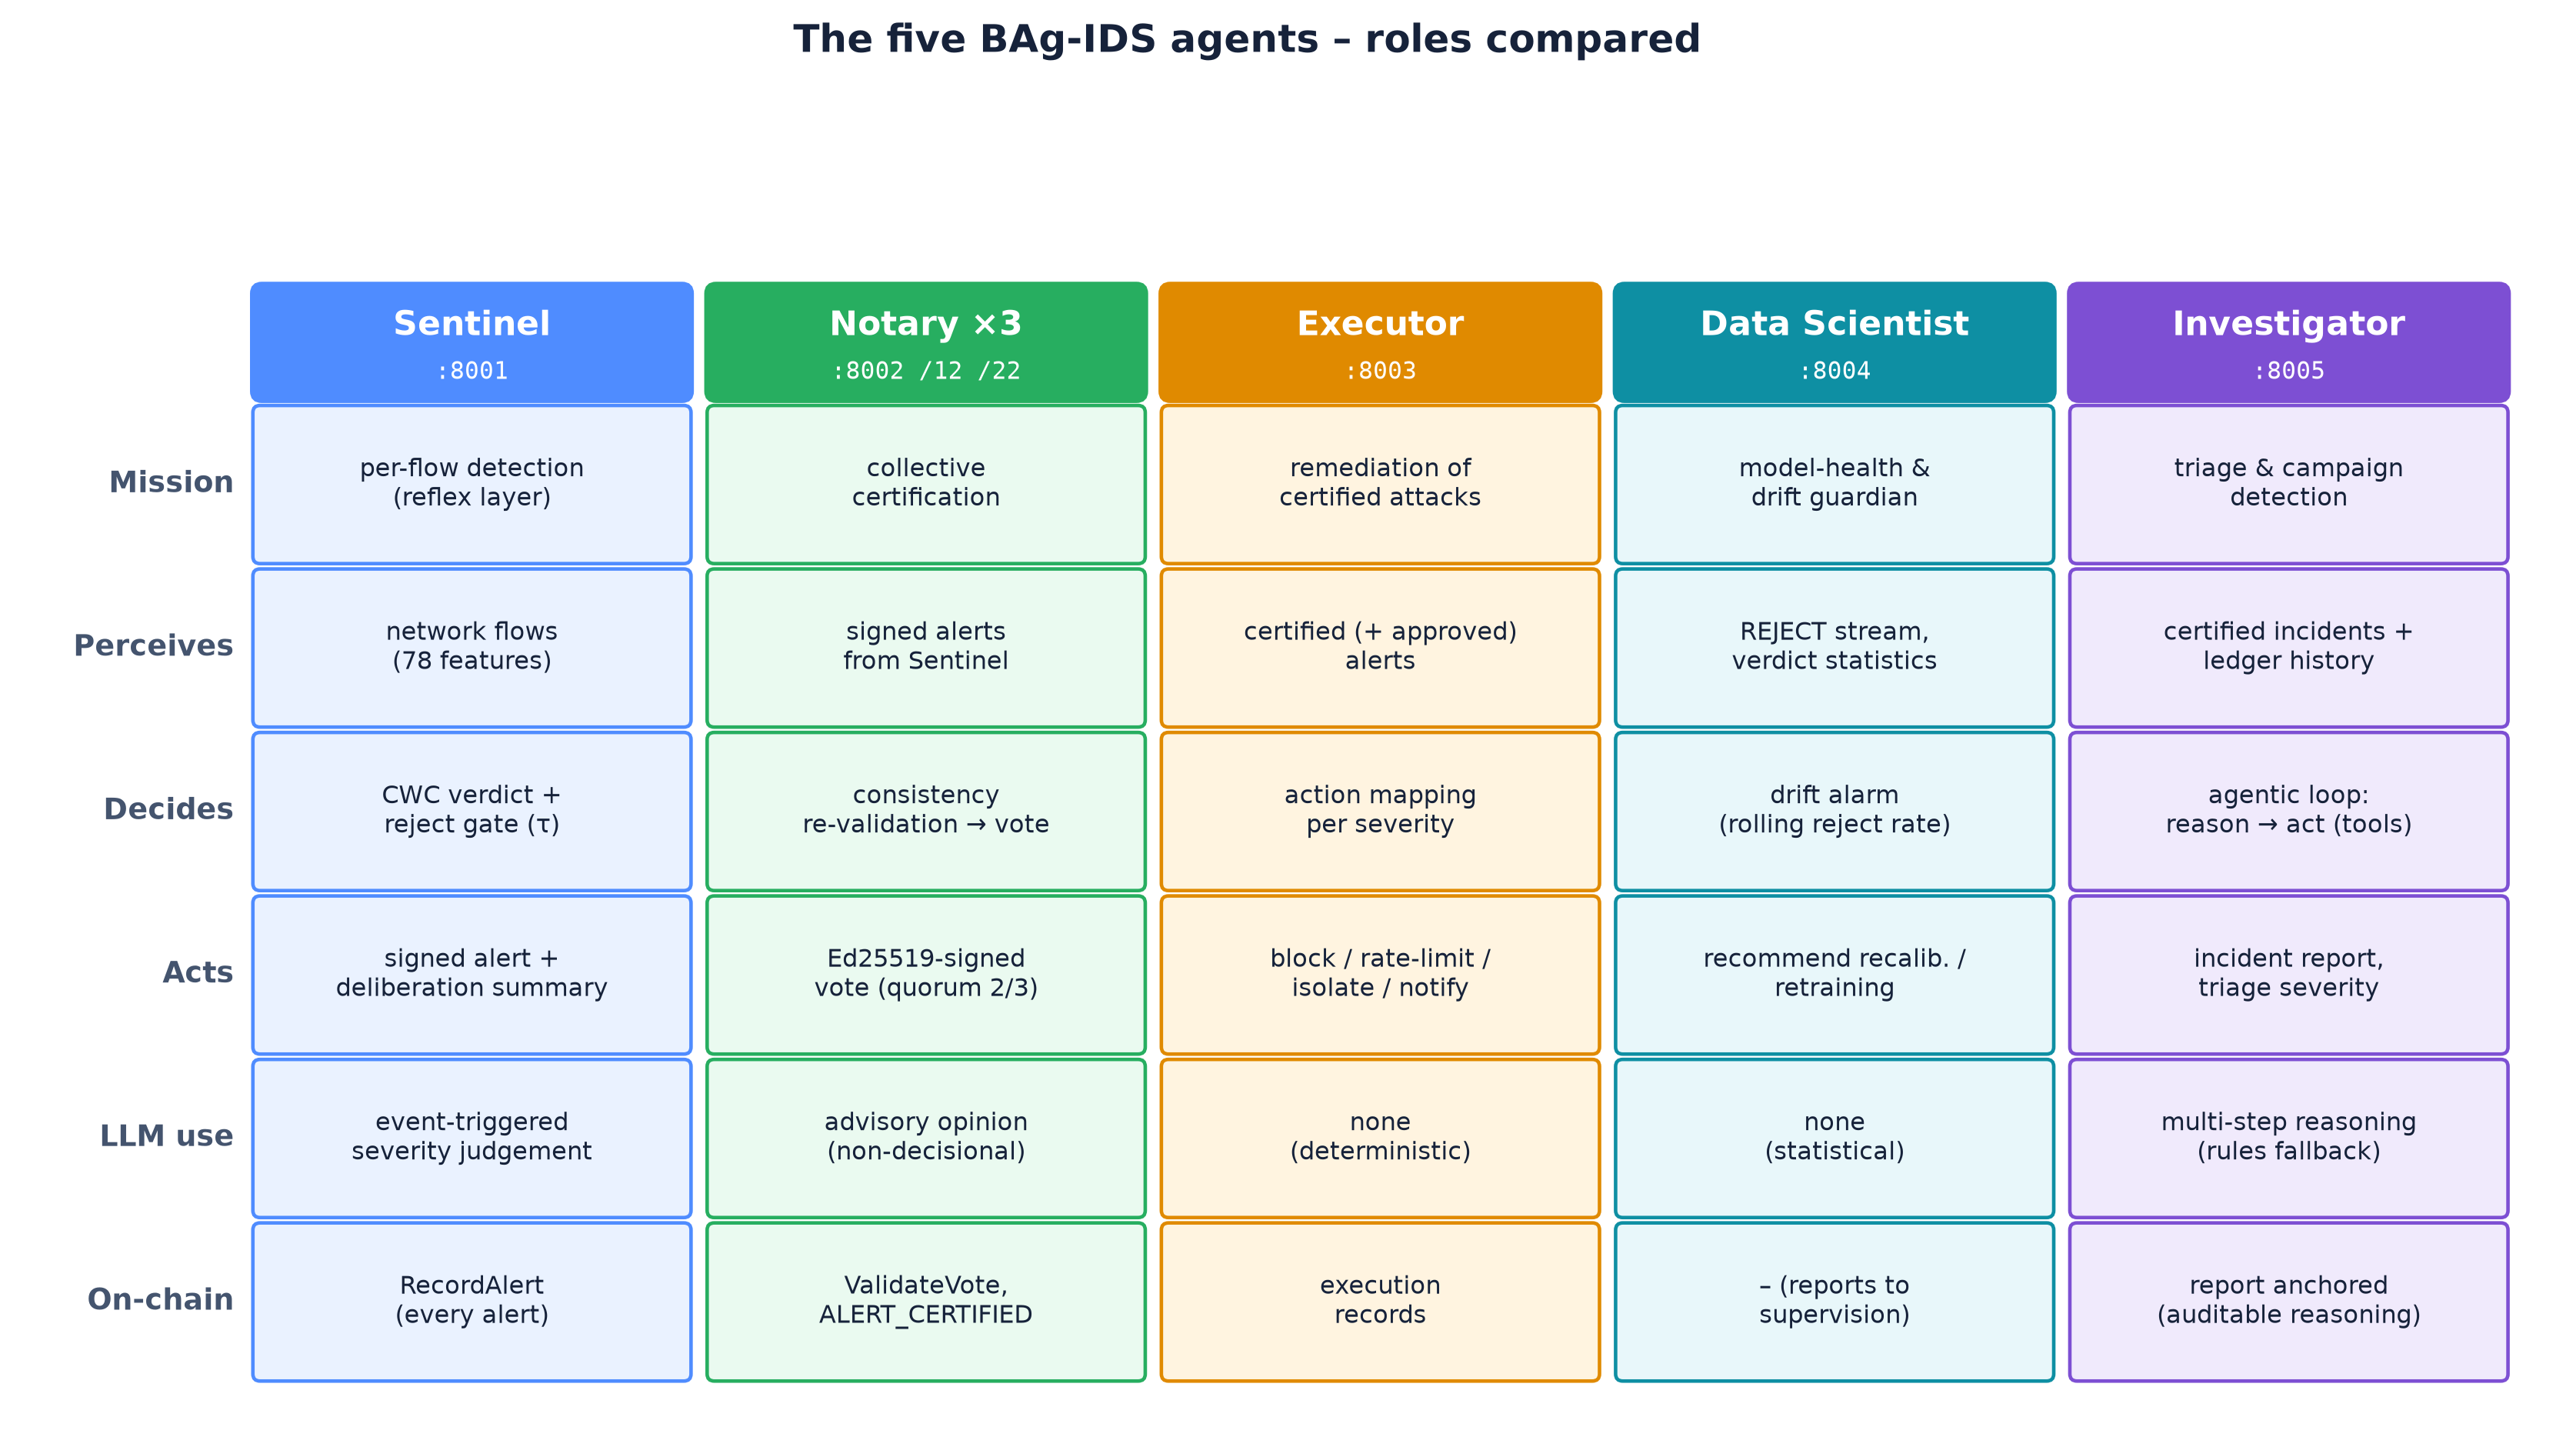 The five BAg-IDS agents – roles compared
Sentinel
:8001
Notary ×3
:8002 /12 /22
Executor
:8003
Data Scientist
:8004
Investigator
:8005
Mission
per-flow detection
(reflex layer)
collective
certification
remediation of
certified attacks
model-health &
drift guardian
triage & campaign
detection
Perceives
network flows
(78 features)
signed alerts
from Sentinel
certified (+ approved)
alerts
REJECT stream,
verdict statistics
certified incidents +
ledger history
Decides
CWC verdict +
reject gate (τ)
consistency
re-validation → vote
action mapping
per severity
drift alarm
(rolling reject rate)
agentic loop:
reason → act (tools)
Acts
signed alert +
deliberation summary
Ed25519-signed
vote (quorum 2/3)
block / rate-limit /
isolate / notify
recommend recalib. /
retraining
incident report,
triage severity
LLM use
event-triggered
severity judgement
advisory opinion
(non-decisional)
none
(deterministic)
none
(statistical)
multi-step reasoning
(rules fallback)
On-chain
RecordAlert
(every alert)
ValidateVote,
ALERT_CERTIFIED
execution
records
– (reports to
supervision)
report anchored
(auditable reasoning)